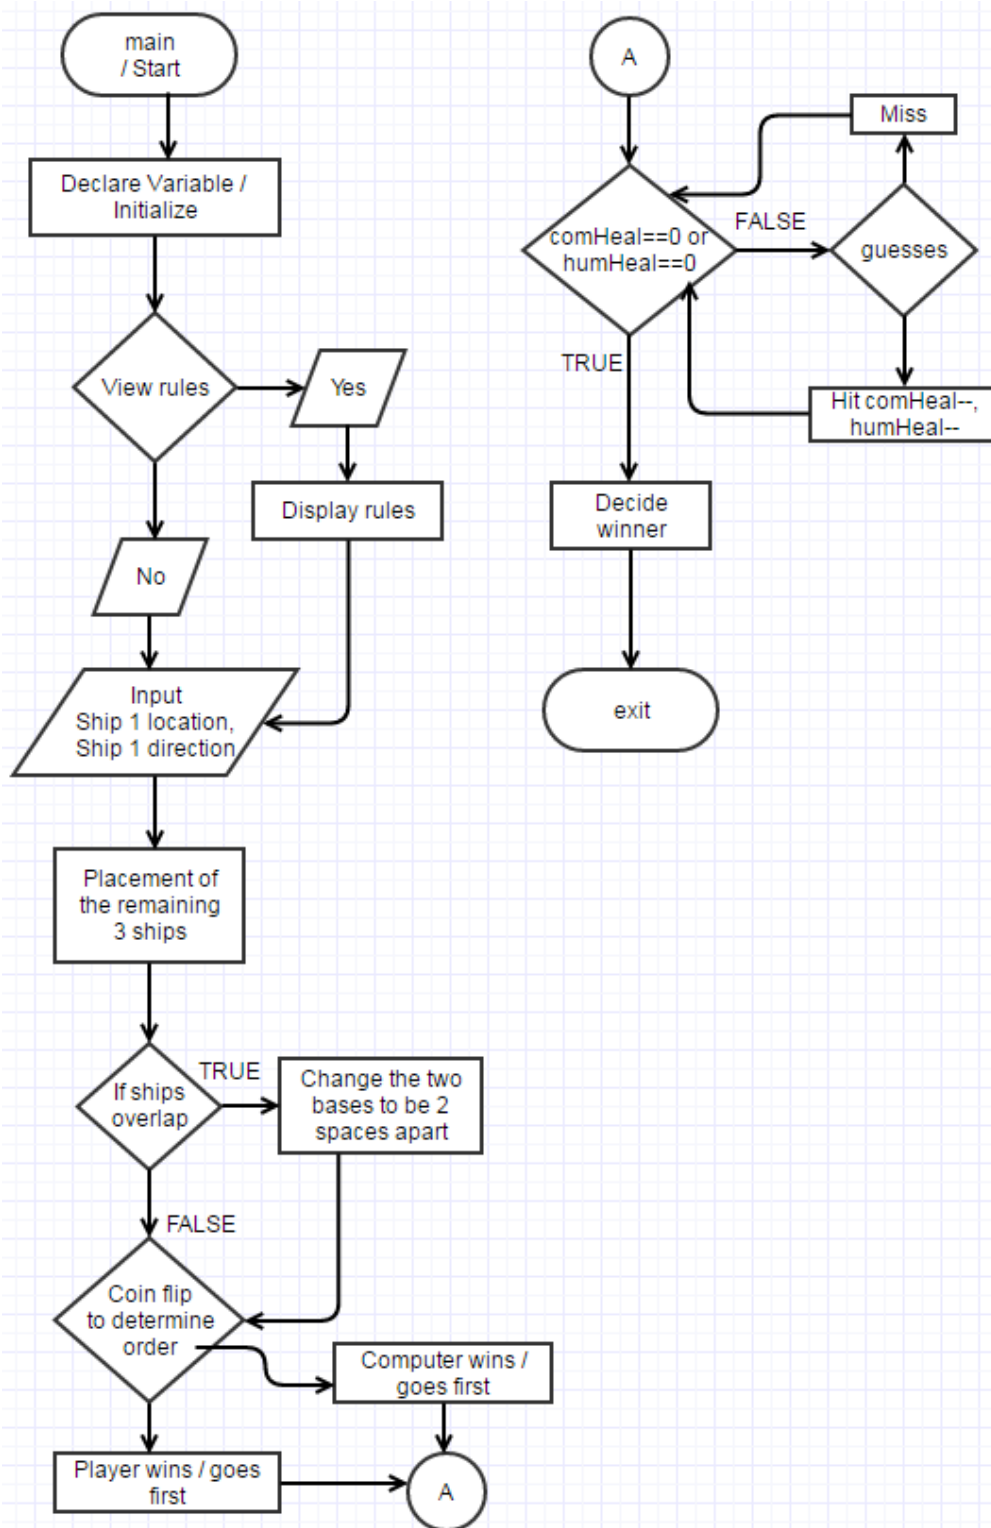 main
/ Start
Declare Variable /
Initialize
View rules
Yes
Display rules
No
Input
Ship 1 location,
Ship 1 direction
Placement of
the remaining
3 ships
If ships
overlap
TRUE
Change the two
bases to be 2
spaces apart
FALSE
Coin flip
to determine
order
Computer wins /
goes first
Player wins / goes
first
A
A
comHeal==0 or
humHeal==0
FALSE
guesses
Miss
Hit comHeal--,
humHeal--
TRUE
Decide
winner
exit